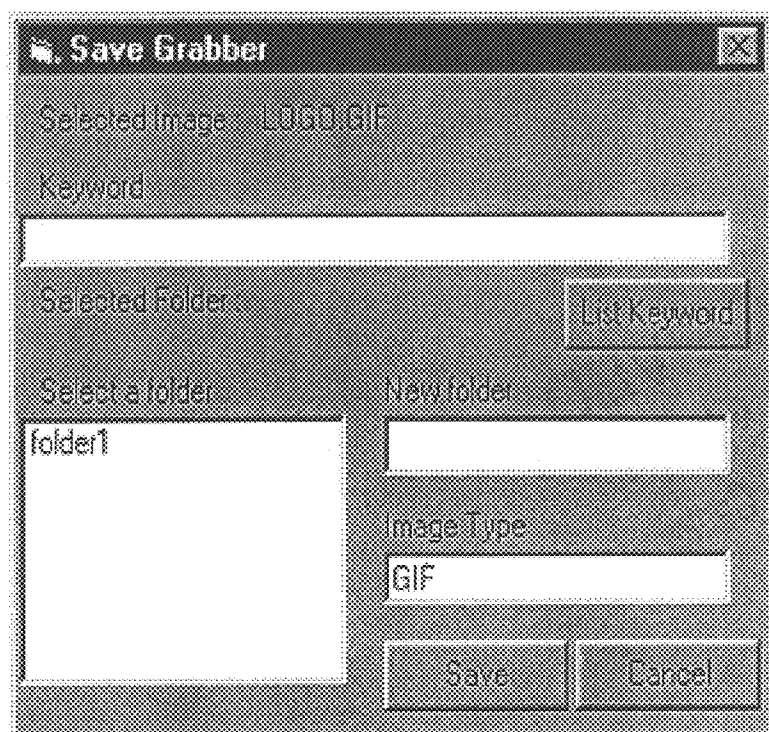 Save Grabber
Selected Image : LOGO.GIF
Keyword
Selected Folder
List Keyword
Select a folder
New folder
folder1
Image Type
GIF
Save
Cancel